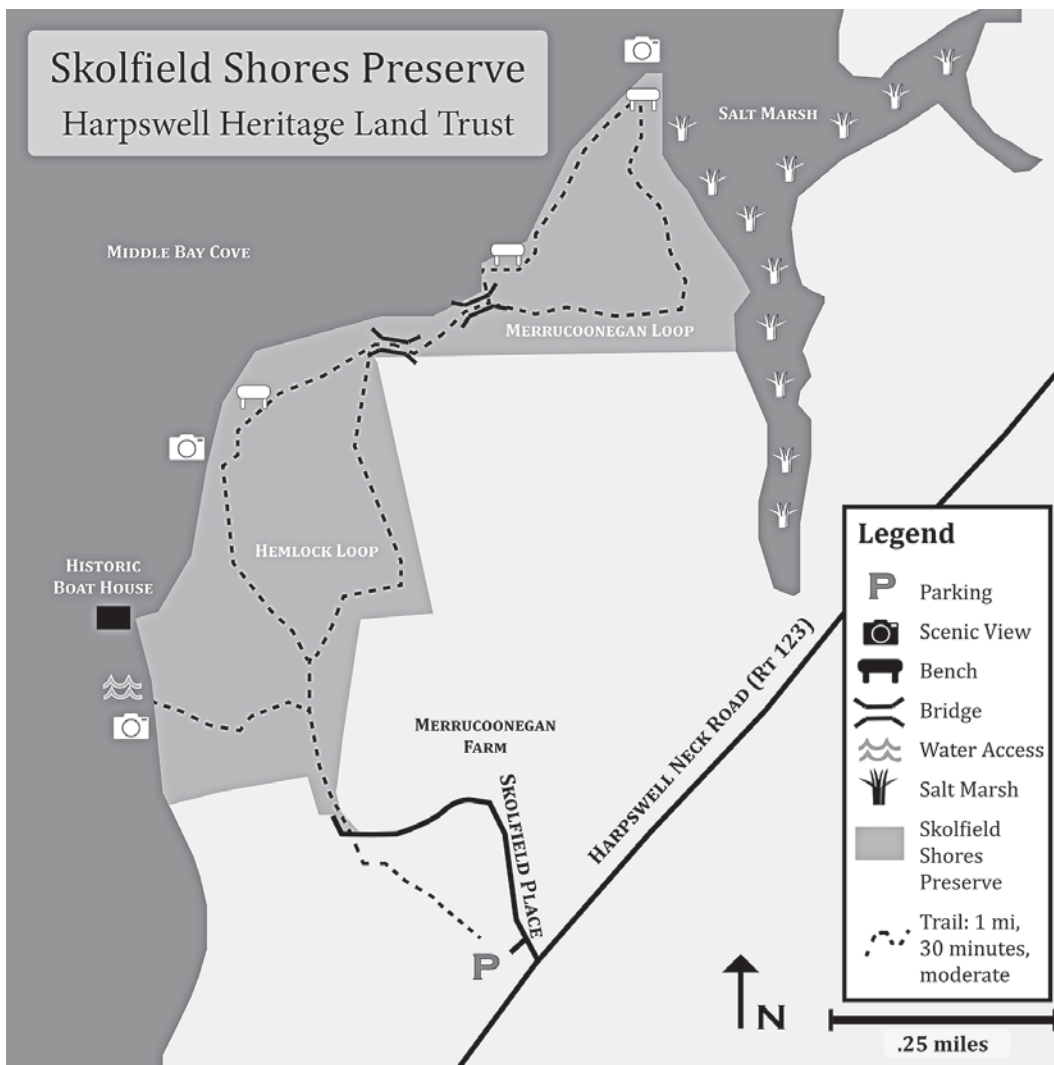 Skolfield Shores Preserve
Harpswell Heritage Land Trust
Salt Marsh
Middle Bay Cove
Merrucoonegan Loop
Hemlock Loop
Historic
Boat House
Merrucoonegan
Farm
Skolfield Place
Harpswell Neck Road (Rt 123)
P
N
Legend
P Parking
Scenic View
Bench
Bridge
Water Access
Salt Marsh
Skolfield
Shores
Preserve
Trail: 1 mi,
30 minutes,
moderate
.25 miles